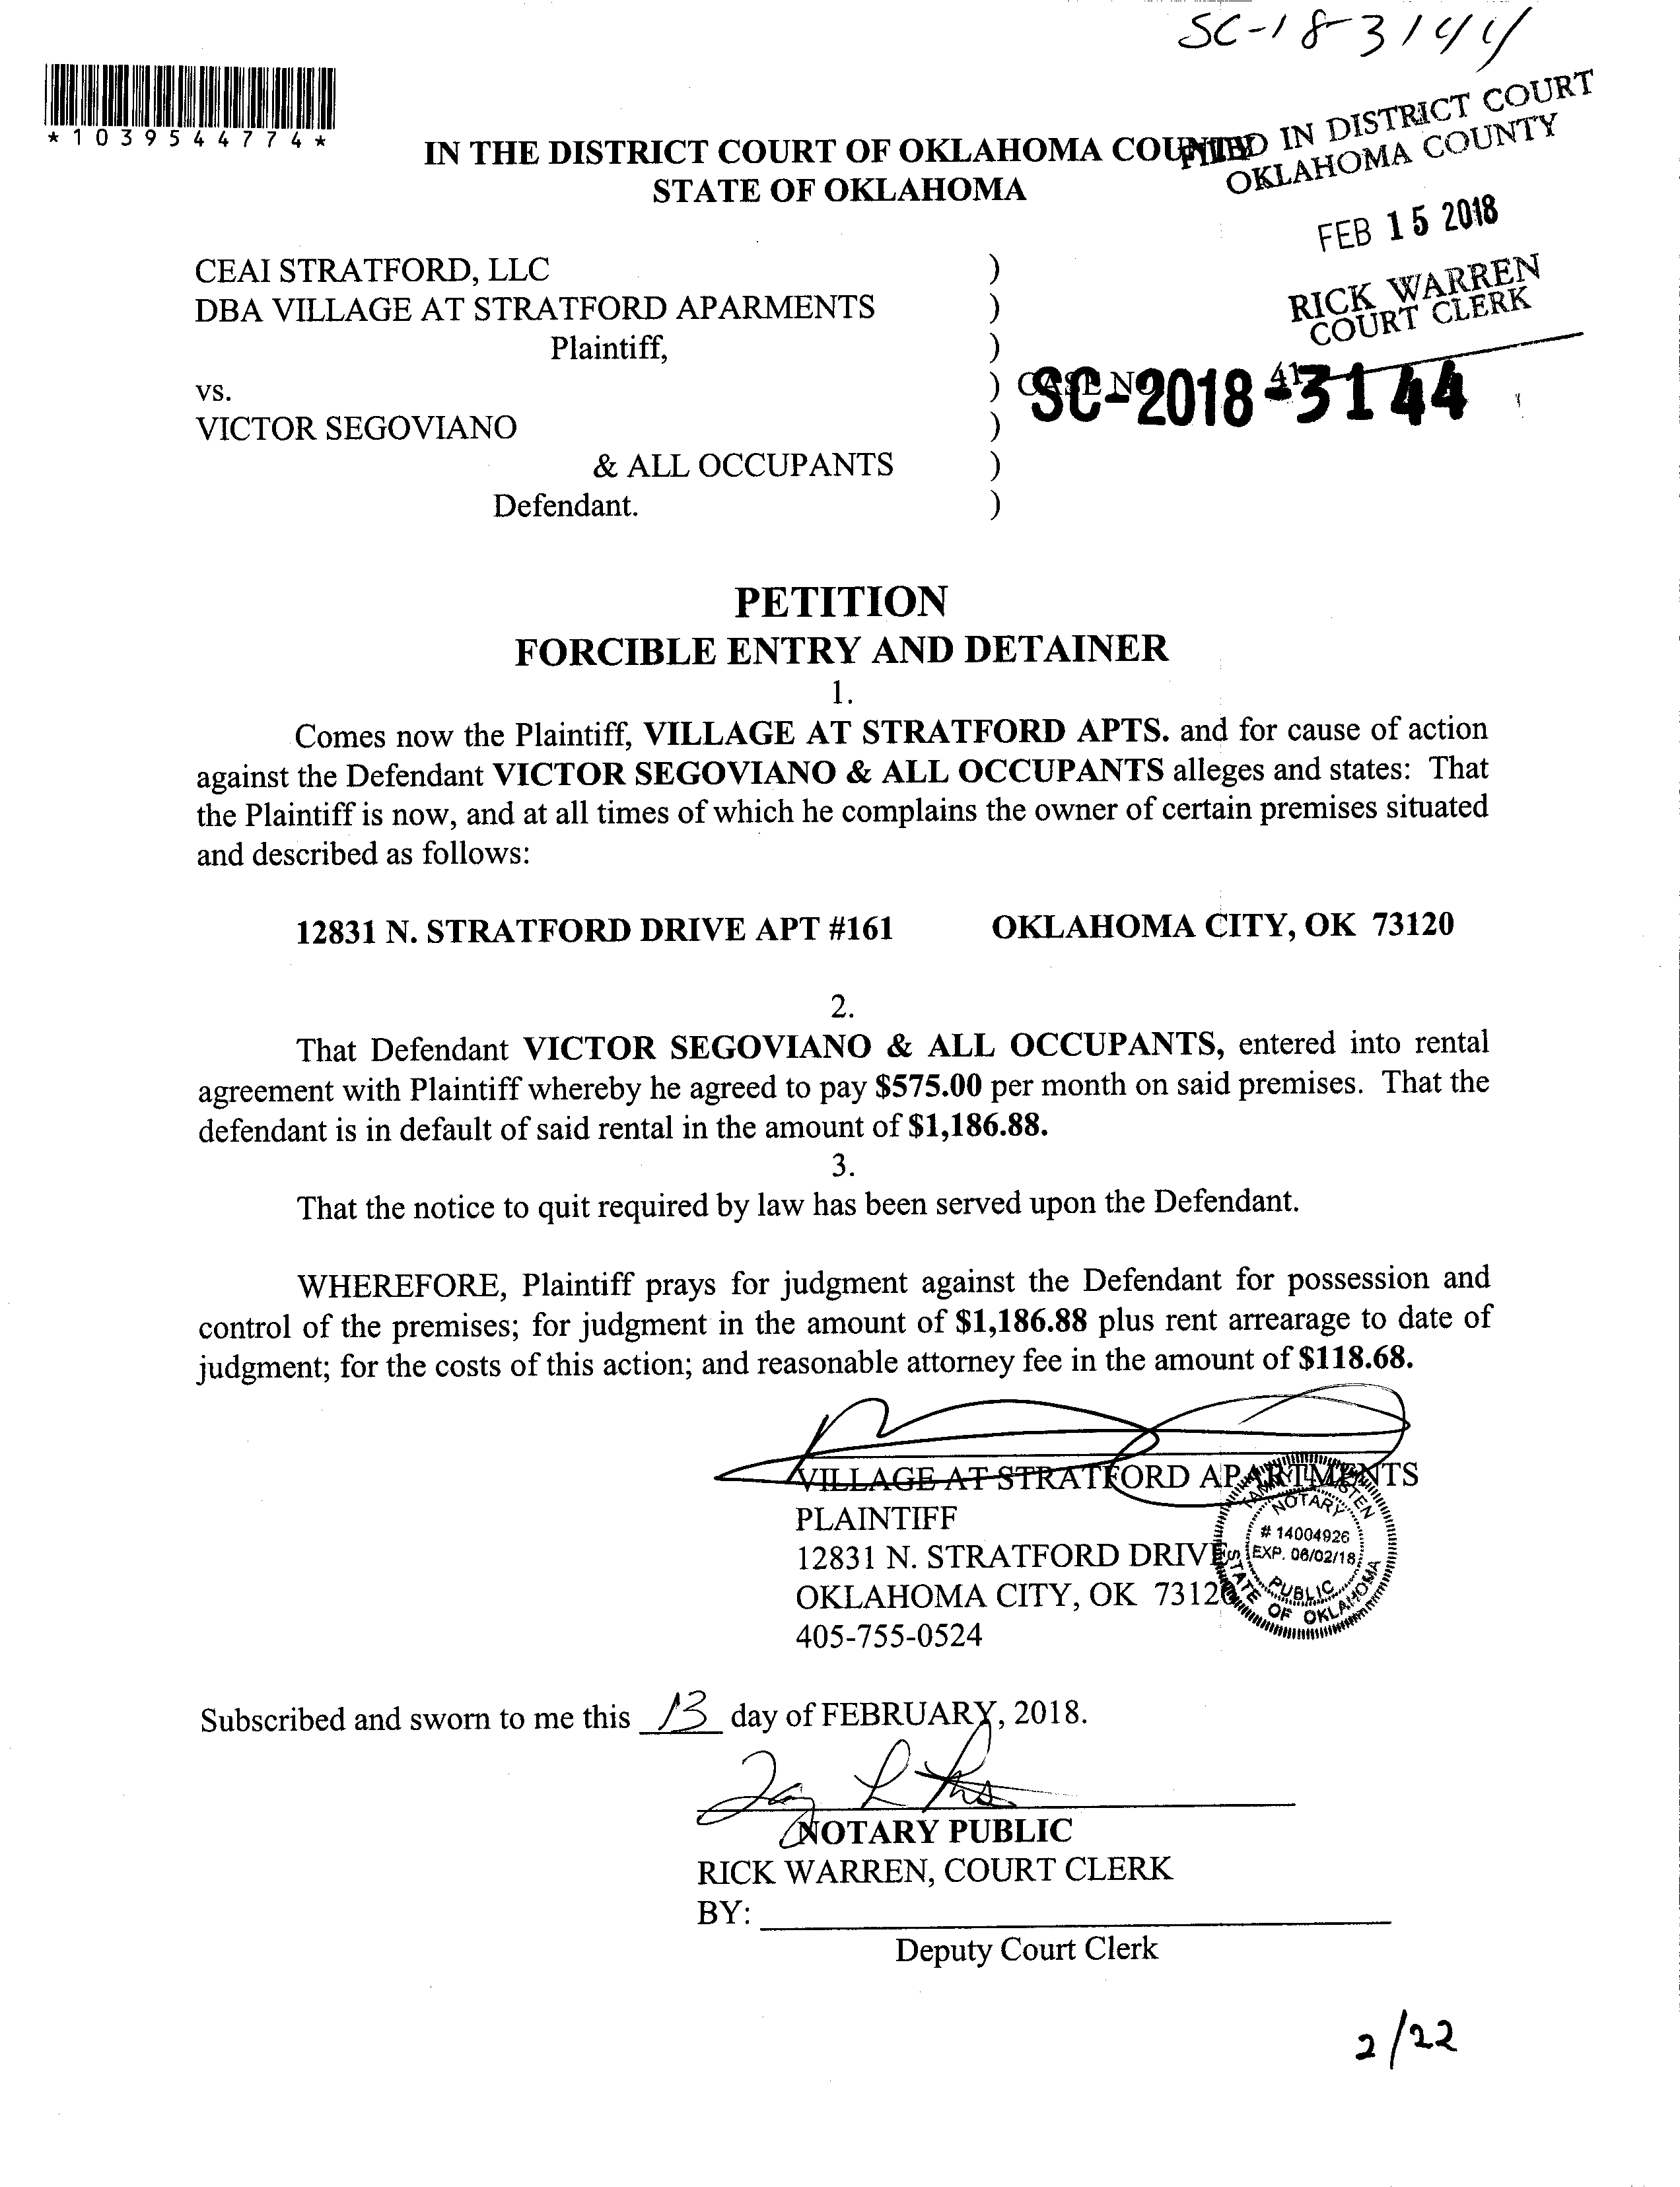 SC-18-3144
*1039544774*
IN THE DISTRICT COURT OF OKLAHOMA COUNTY
STATE OF OKLAHOMA
FILED IN DISTRICT COURT
OKLAHOMA COUNTY
FEB 15 2018
RICK WARREN
COURT CLERK
41
CEAI STRATFORD, LLC )
DBA VILLAGE AT STRATFORD APARMENTS )
Plaintiff, )
vs. ) CASE NO SC-2018-3144
VICTOR SEGOVIANO )
& ALL OCCUPANTS )
Defendant. )
PETITION
FORCIBLE ENTRY AND DETAINER
1.
Comes now the Plaintiff, VILLAGE AT STRATFORD APTS. and for cause of action
against the Defendant VICTOR SEGOVIANO & ALL OCCUPANTS alleges and states: That
the Plaintiff is now, and at all times of which he complains the owner of certain premises situated
and described as follows:
12831 N. STRATFORD DRIVE APT #161 OKLAHOMA CITY, OK 73120
2.
That Defendant VICTOR SEGOVIANO & ALL OCCUPANTS, entered into rental
agreement with Plaintiff whereby he agreed to pay $575.00 per month on said premises. That the
defendant is in default of said rental in the amount of $1,186.88.
3.
That the notice to quit required by law has been served upon the Defendant.
WHEREFORE, Plaintiff prays for judgment against the Defendant for possession and
control of the premises; for judgment in the amount of $1,186.88 plus rent arrearage to date of
judgment; for the costs of this action; and reasonable attorney fee in the amount of $118.68.
VILLAGE AT STRATFORD APARTMENTS
PLAINTIFF
12831 N. STRATFORD DRIVE
OKLAHOMA CITY, OK 73120
405-755-0524
NOTARY
# 14004926
EXP. 06/02/18
PUBLIC
STATE OF OKLAHOMA
Subscribed and sworn to me this 13 day of FEBRUARY, 2018.
NOTARY PUBLIC
RICK WARREN, COURT CLERK
BY:
Deputy Court Clerk
2/22